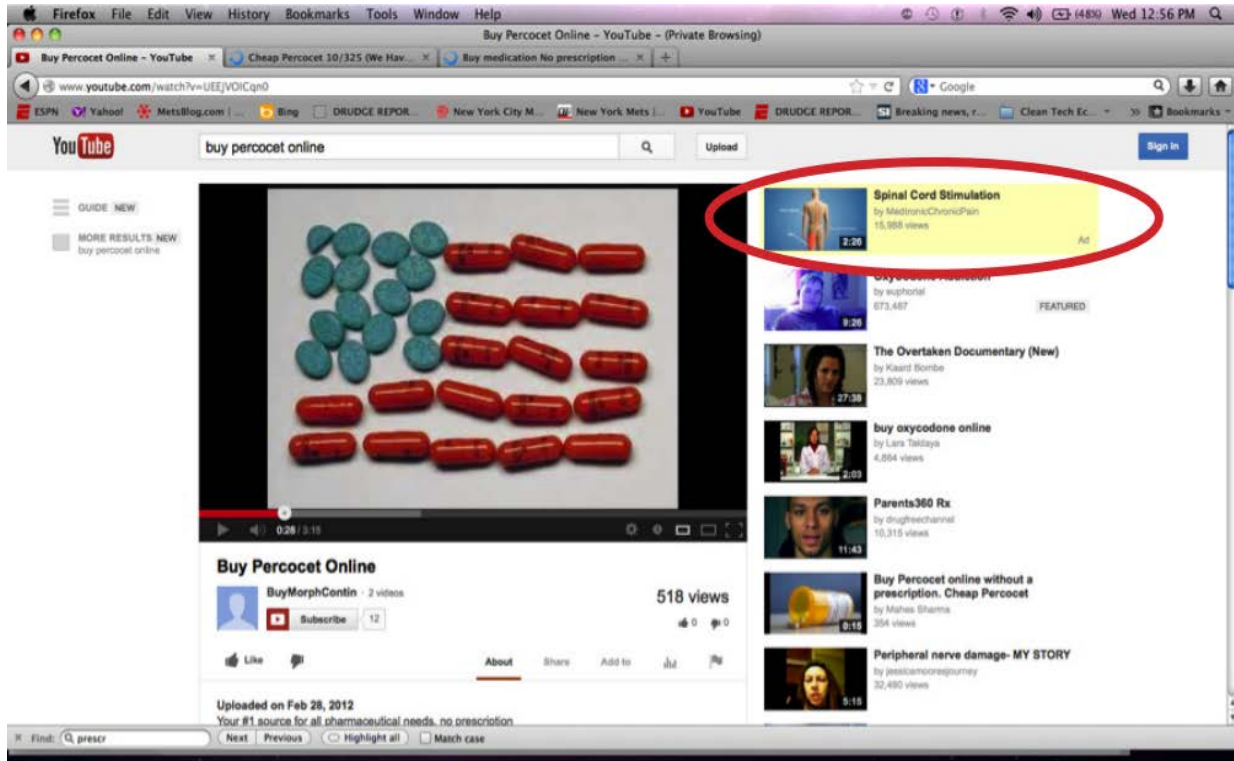 Firefox File Edit View History Bookmarks Tools Window Help
(48%) Wed 12:56 PM
Buy Percocet Online – YouTube – (Private Browsing)
Buy Percocet Online – YouTube
Cheap Percocet 10/325 (We Hav...
Buy medication No prescription ...
www.youtube.com/watch?v=UEEjVOICqn0
Google
ESPN Yahoo! MetsBlog.com |... Bing DRUDGE REPOR... New York City M... New York Mets |... YouTube DRUDGE REPOR... Breaking news, r... Clean Tech Ec... Bookmarks
YouTube
buy percocet online
Upload
Sign In
GUIDE NEW
MORE RESULTS NEW
buy percocet online
0:26 / 3:15
Buy Percocet Online
BuyMorphContin · 2 videos
Subscribe 12
518 views
0 0
Like
About Share Add to
Uploaded on Feb 28, 2012
Your #1 source for all pharmaceutical needs, no prescription
Spinal Cord Stimulation
by MedtronicChronicPain
15,988 views
Ad
2:26
Oxycodone Addiction
by euphorial
673,487
FEATURED
9:26
The Overtaken Documentary (New)
by Kaard Bombe
23,809 views
27:38
buy oxycodone online
by Lara Taklaya
4,864 views
2:03
Parents360 Rx
by drugfreechannel
10,315 views
11:43
Buy Percocet online without a
prescription. Cheap Percocet
by Mahes Sharma
354 views
0:15
Peripheral nerve damage- MY STORY
by jessicamooresjourney
32,490 views
5:15
Find: prescr
Next Previous Highlight all Match case